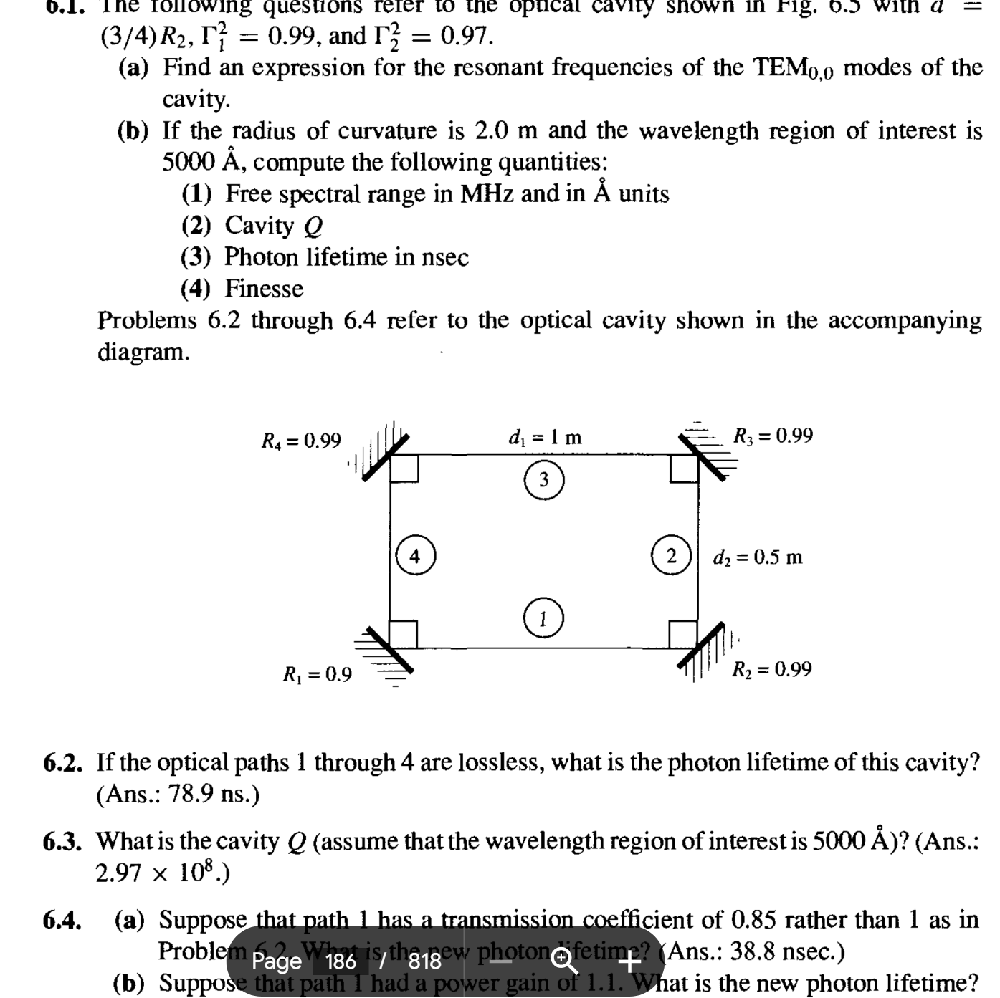 6.1. The following questions refer to the optical cavity shown in Fig. 6.5 with d =
(3/4)R₂, Γ₁² = 0.99, and Γ₂² = 0.97.
(a) Find an expression for the resonant frequencies of the TEM₀,₀ modes of the
cavity.
(b) If the radius of curvature is 2.0 m and the wavelength region of interest is
5000 Å, compute the following quantities:
(1) Free spectral range in MHz and in Å units
(2) Cavity Q
(3) Photon lifetime in nsec
(4) Finesse
Problems 6.2 through 6.4 refer to the optical cavity shown in the accompanying
diagram.
R₄ = 0.99
d₁ = 1 m
R₃ = 0.99
3
4
2
d₂ = 0.5 m
1
R₁ = 0.9
R₂ = 0.99
6.2. If the optical paths 1 through 4 are lossless, what is the photon lifetime of this cavity?
(Ans.: 78.9 ns.)
6.3. What is the cavity Q (assume that the wavelength region of interest is 5000 Å)? (Ans.:
2.97 × 10⁸.)
6.4. (a) Suppose that path 1 has a transmission coefficient of 0.85 rather than 1 as in
Problem 6.2. What is the new photon lifetime? (Ans.: 38.8 nsec.)
Page 186 / 818 — +
(b) Suppose that path 1 had a power gain of 1.1. What is the new photon lifetime?